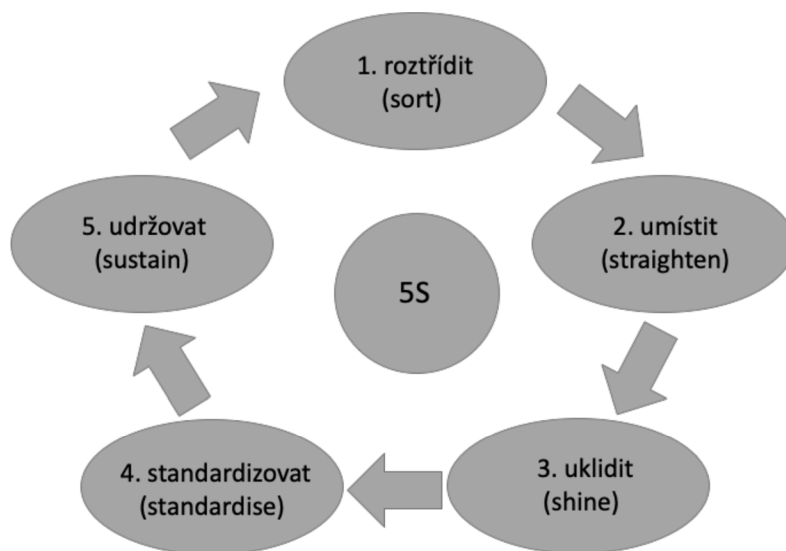 1. roztřídit
(sort)
2. umístit
(straighten)
3. uklidit
(shine)
4. standardizovat
(standardise)
5. udržovat
(sustain)
5S